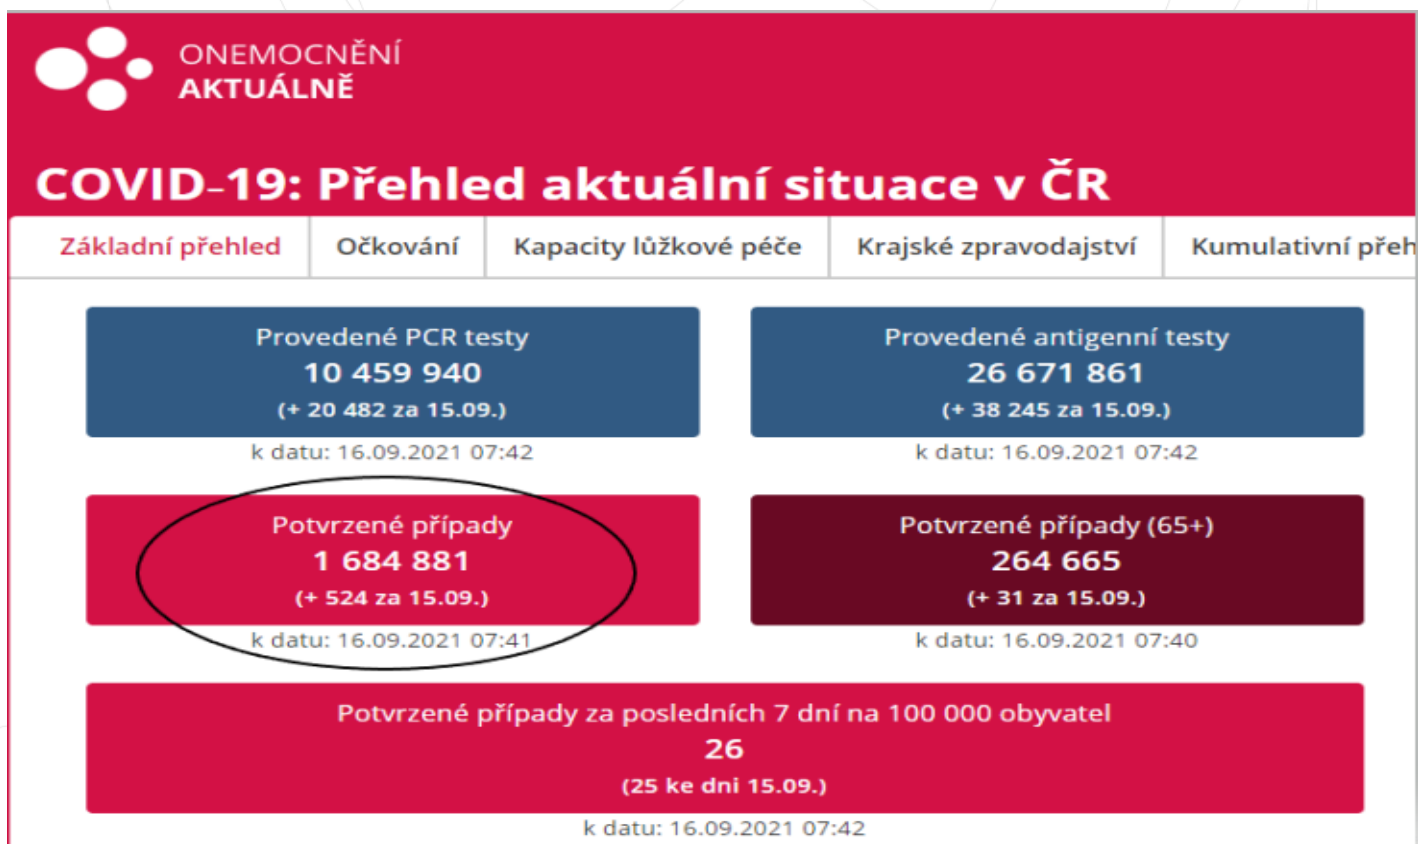 ONEMOCNĚNÍ
AKTUÁLNĚ
COVID-19: Přehled aktuální situace v ČR
Základní přehled Očkování Kapacity lůžkové péče Krajské zpravodajství Kumulativní přeh
Provedené PCR testy
10 459 940
(+ 20 482 za 15.09.)
k datu: 16.09.2021 07:42
Provedené antigenní testy
26 671 861
(+ 38 245 za 15.09.)
k datu: 16.09.2021 07:42
Potvrzené případy
1 684 881
(+ 524 za 15.09.)
k datu: 16.09.2021 07:41
Potvrzené případy (65+)
264 665
(+ 31 za 15.09.)
k datu: 16.09.2021 07:40
Potvrzené případy za posledních 7 dní na 100 000 obyvatel
26
(25 ke dni 15.09.)
k datu: 16.09.2021 07:42